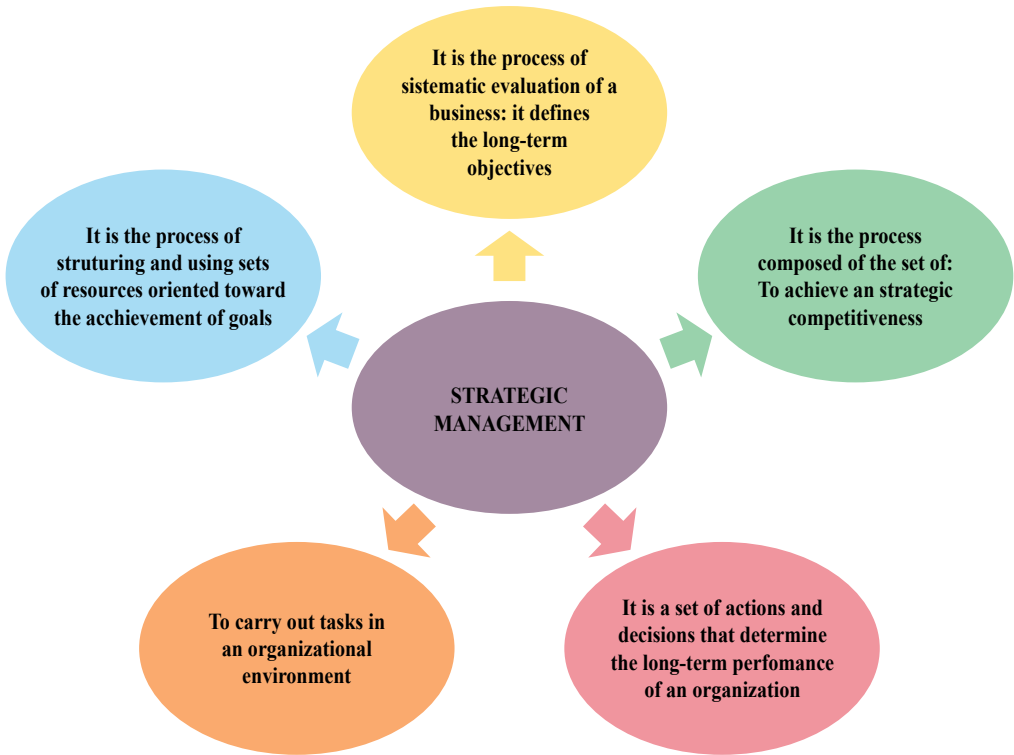 It is the process of
sistematic evaluation of a
business: it defines
the long-term
objectives
It is the process of
struturing and using sets
of resources oriented toward
the acchievement of goals
It is the process
composed of the set of:
To achieve an strategic
competitiveness
STRATEGIC
MANAGEMENT
To carry out tasks in
an organizational
environment
It is a set of actions and
decisions that determine
the long-term perfomance
of an organization